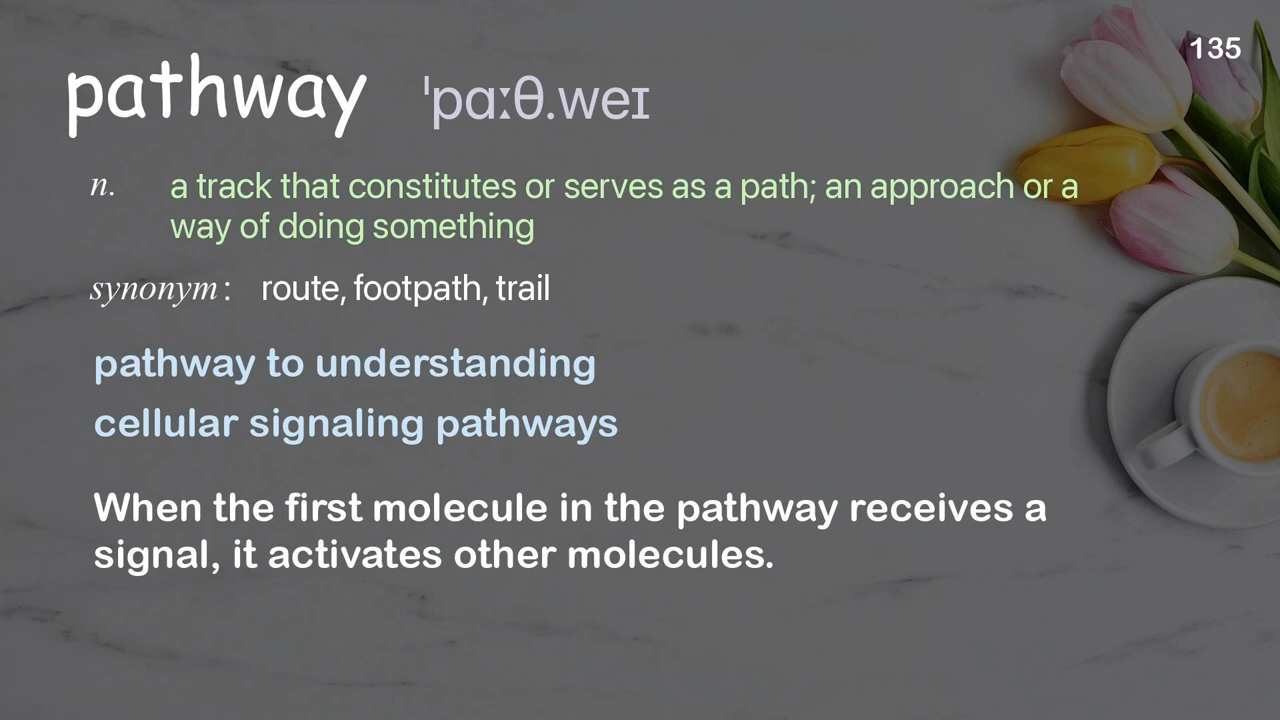 135
pathway ˈpɑːθ.weɪ
n. a track that constitutes or serves as a path; an approach or a
way of doing something
synonym: route, footpath, trail
pathway to understanding
cellular signaling pathways
When the first molecule in the pathway receives a
signal, it activates other molecules.